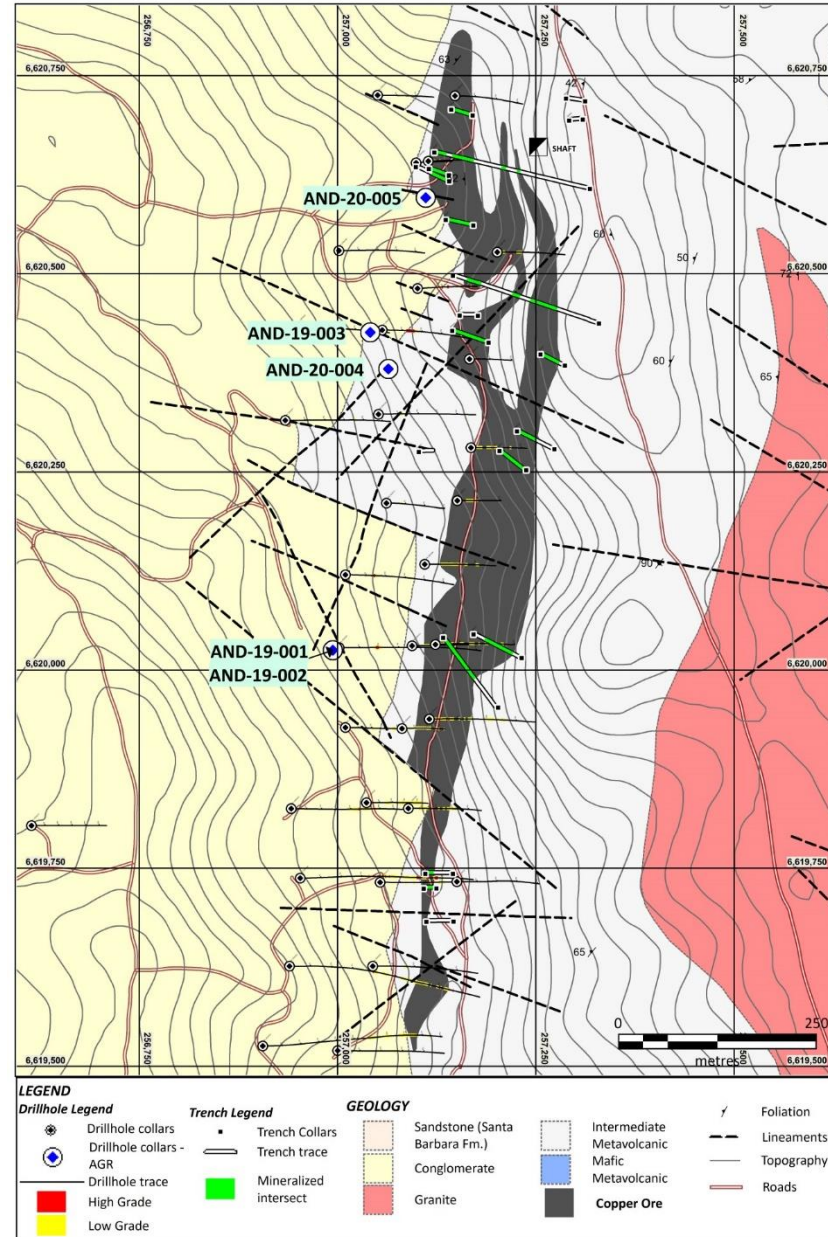 256,750
257,000
257,250
257,500
6,620,750
6,620,750
63
42
SHAFT
AND-20-005
60
6,620,500
50
6,620,500
72
AND-19-003
AND-20-004
60
65
6,620,250
6,620,250
90
AND-19-001
AND-19-002
6,620,000
6,620,000
6,619,750
6,619,750
65
0
250
metres
6,619,500
6,619,500
256,750
257,000
257,250
257,500
LEGEND
Drillhole Legend
Drillhole collars
Drillhole collars -
AGR
Drillhole trace
High Grade
Low Grade
Trench Legend
Trench Collars
Trench trace
Mineralized
intersect
GEOLOGY
Sandstone (Santa
Barbara Fm.)
Conglomerate
Granite
Intermediate
Metavolcanic
Mafic
Metavolcanic
Copper Ore
Foliation
Lineaments
Topography
Roads